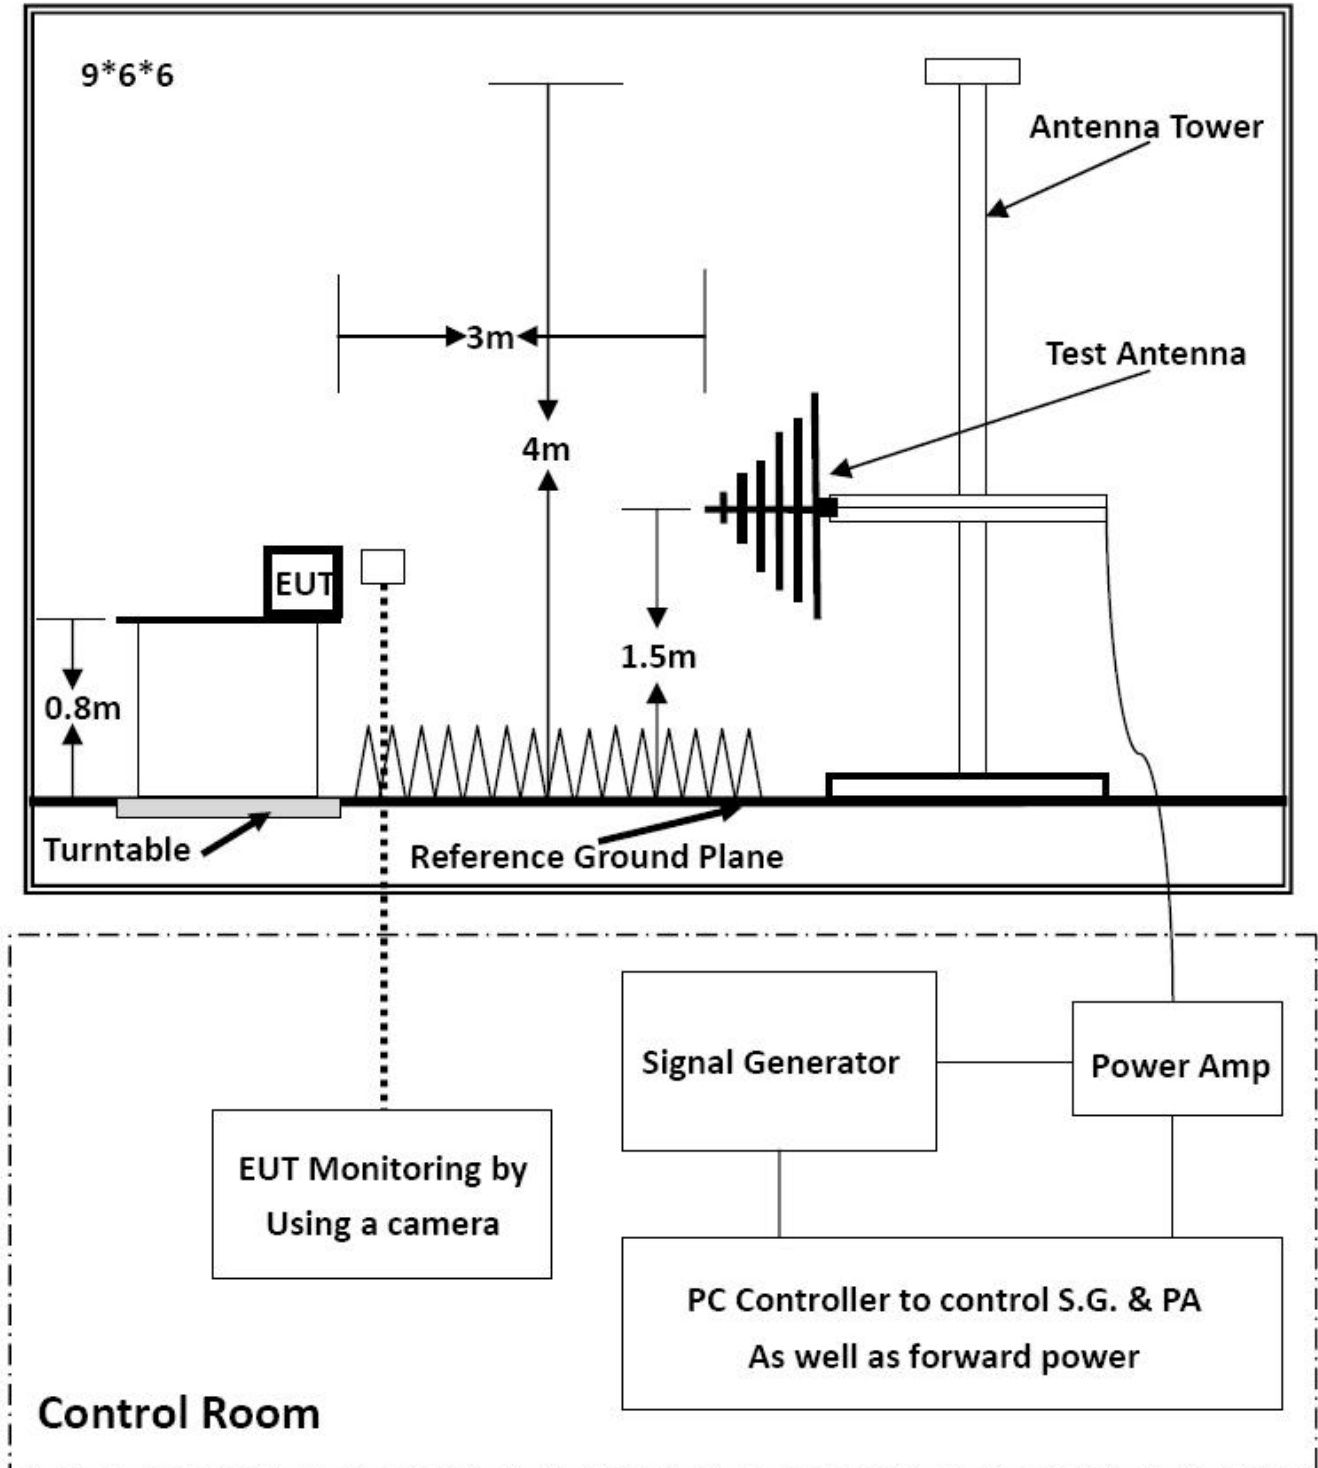 9*6*6
Antenna Tower
3m
Test Antenna
4m
EUT
1.5m
0.8m
Turntable
Reference Ground Plane
Signal Generator
Power Amp
EUT Monitoring by
Using a camera
PC Controller to control S.G. & PA
As well as forward power
Control Room